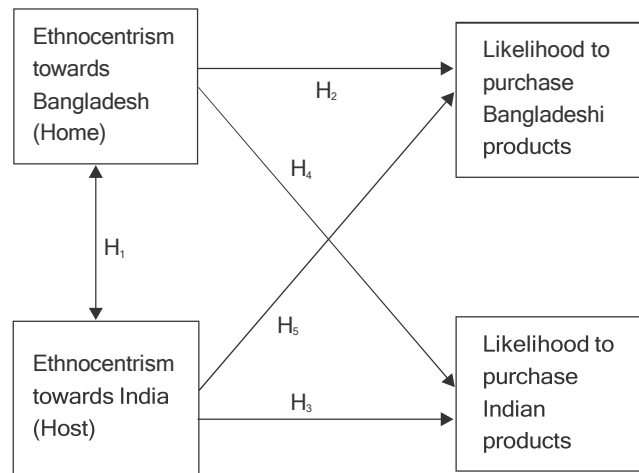 Ethnocentrism
towards
Bangladesh
(Home)
Likelihood to
purchase
Bangladeshi
products
H₂
H₄
H₁
H₅
Ethnocentrism
towards India
(Host)
H₃
Likelihood to
purchase
Indian
products